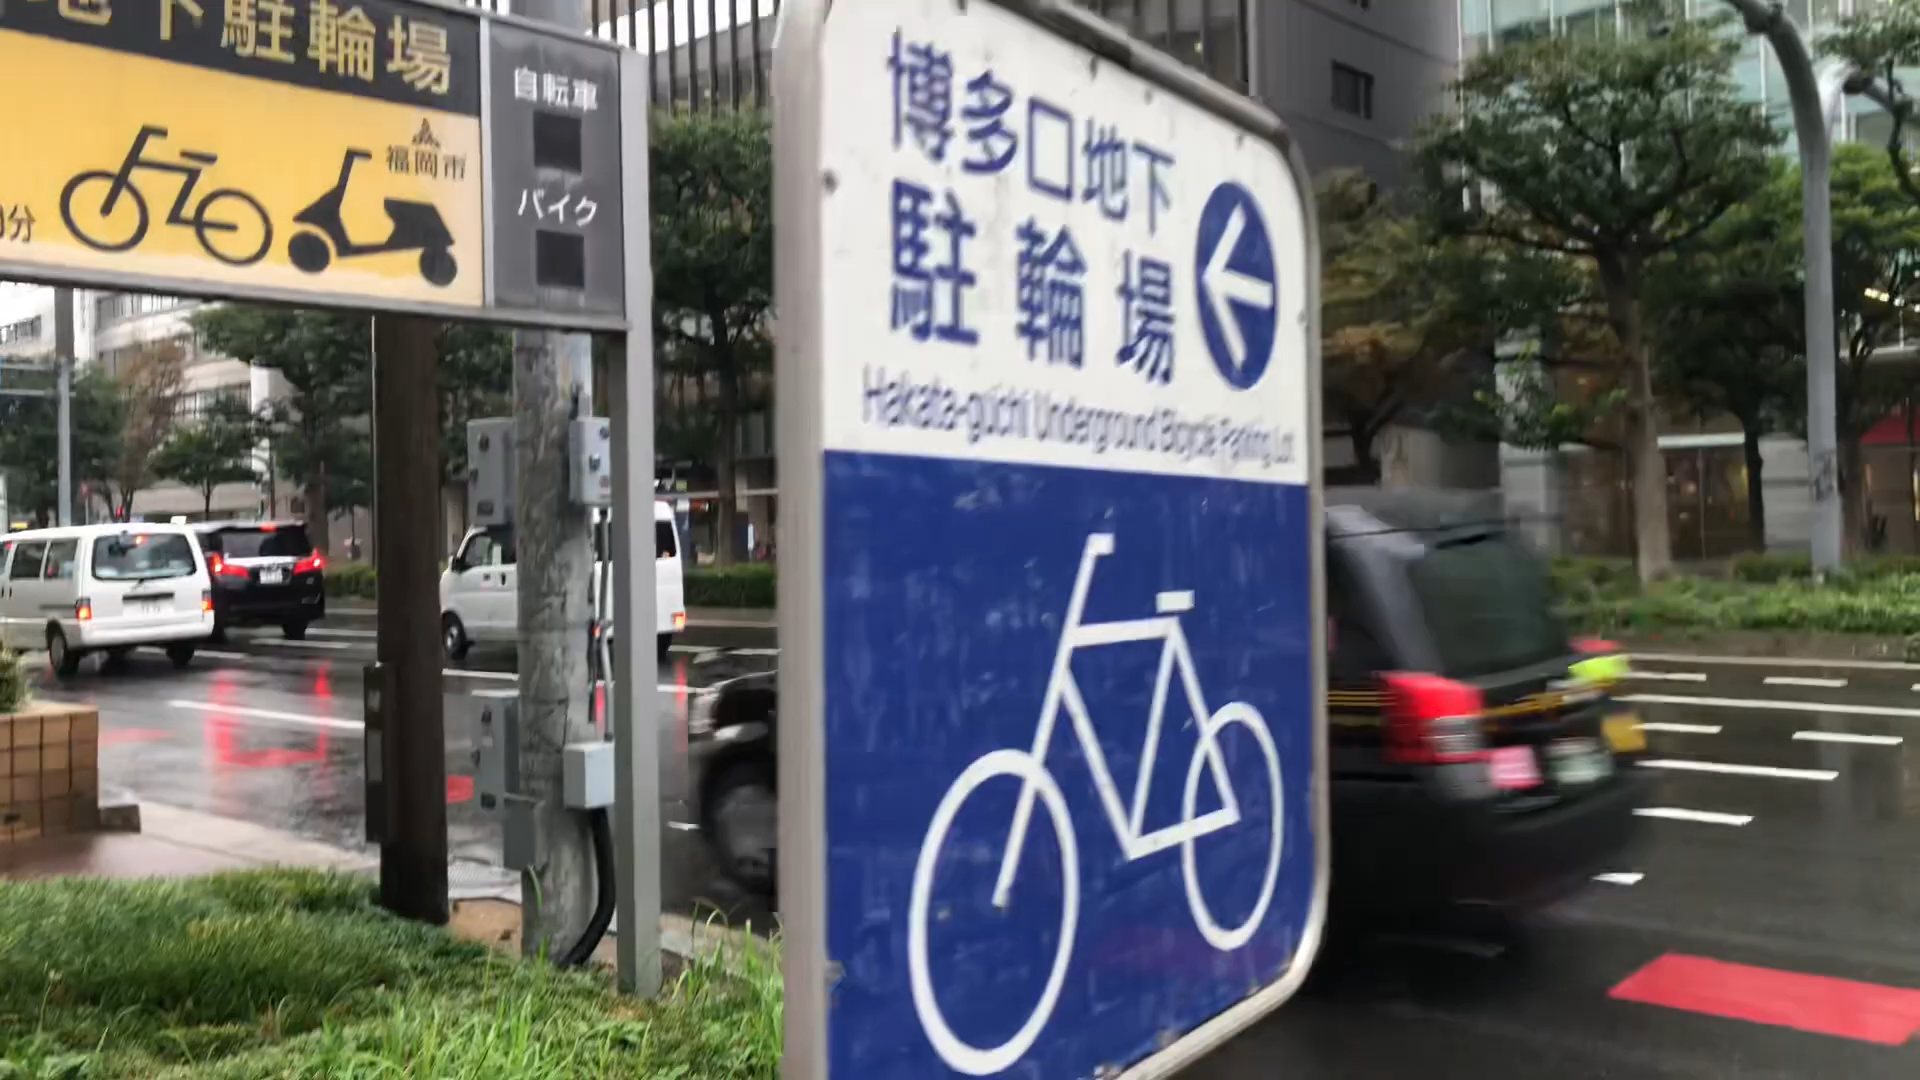 地下駐輪場
福岡市
自転車
バイク
博多口地下
駐輪場
Hakata-guchi Underground Bicycle Parking Lot